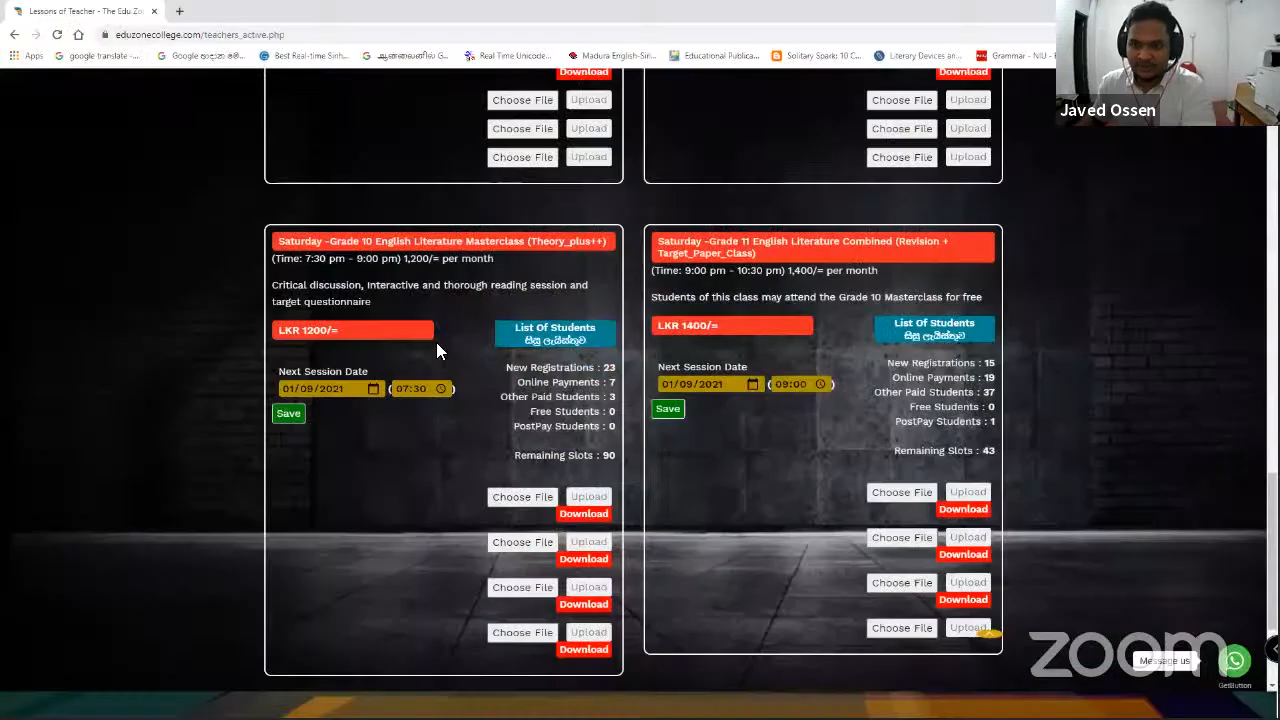 Lessons of Teacher - The Edu Zo
eduzonecollege.com/teachers_active.php
Apps
google translate -...
Best Real-time Sinh...
Real Time Unicode...
Madura English-Sin...
Educational Publica...
Solitary Spark: 10 C...
Literary Devices an
Grammar - NIU - R
Javed Ossen
Download
Download
Choose File Upload
Choose File Upload
Choose File Upload
Choose File Upload
Choose File Upload
Choose File Upload
Saturday -Grade 10 English Literature Masterclass (Theory_plus++)
(Time: 7:30 pm - 9:00 pm) 1,200/= per month
Critical discussion, Interactive and thorough reading session and
target questionnaire
LKR 1200/=
List Of Students
සිසු ලැයිස්තුව
Next Session Date
01/09/2021 (07:30 )
Save
New Registrations : 23
Online Payments : 7
Other Paid Students : 3
Free Students : 0
PostPay Students : 0
Remaining Slots : 90
Choose File Upload
Download
Choose File Upload
Download
Choose File Upload
Download
Choose File Upload
Download
Saturday -Grade 11 English Literature Combined (Revision +
Target_Paper_Class)
(Time: 9:00 pm - 10:30 pm) 1,400/= per month
Students of this class may attend the Grade 10 Masterclass for free
LKR 1400/=
List Of Students
සිසු ලැයිස්තුව
Next Session Date
01/09/2021 (09:00 )
Save
New Registrations : 15
Online Payments : 19
Other Paid Students : 37
Free Students : 0
PostPay Students : 1
Remaining Slots : 43
Choose File Upload
Download
Choose File Upload
Download
Choose File Upload
Download
Choose File Upload
zoom
Message us
GetButton